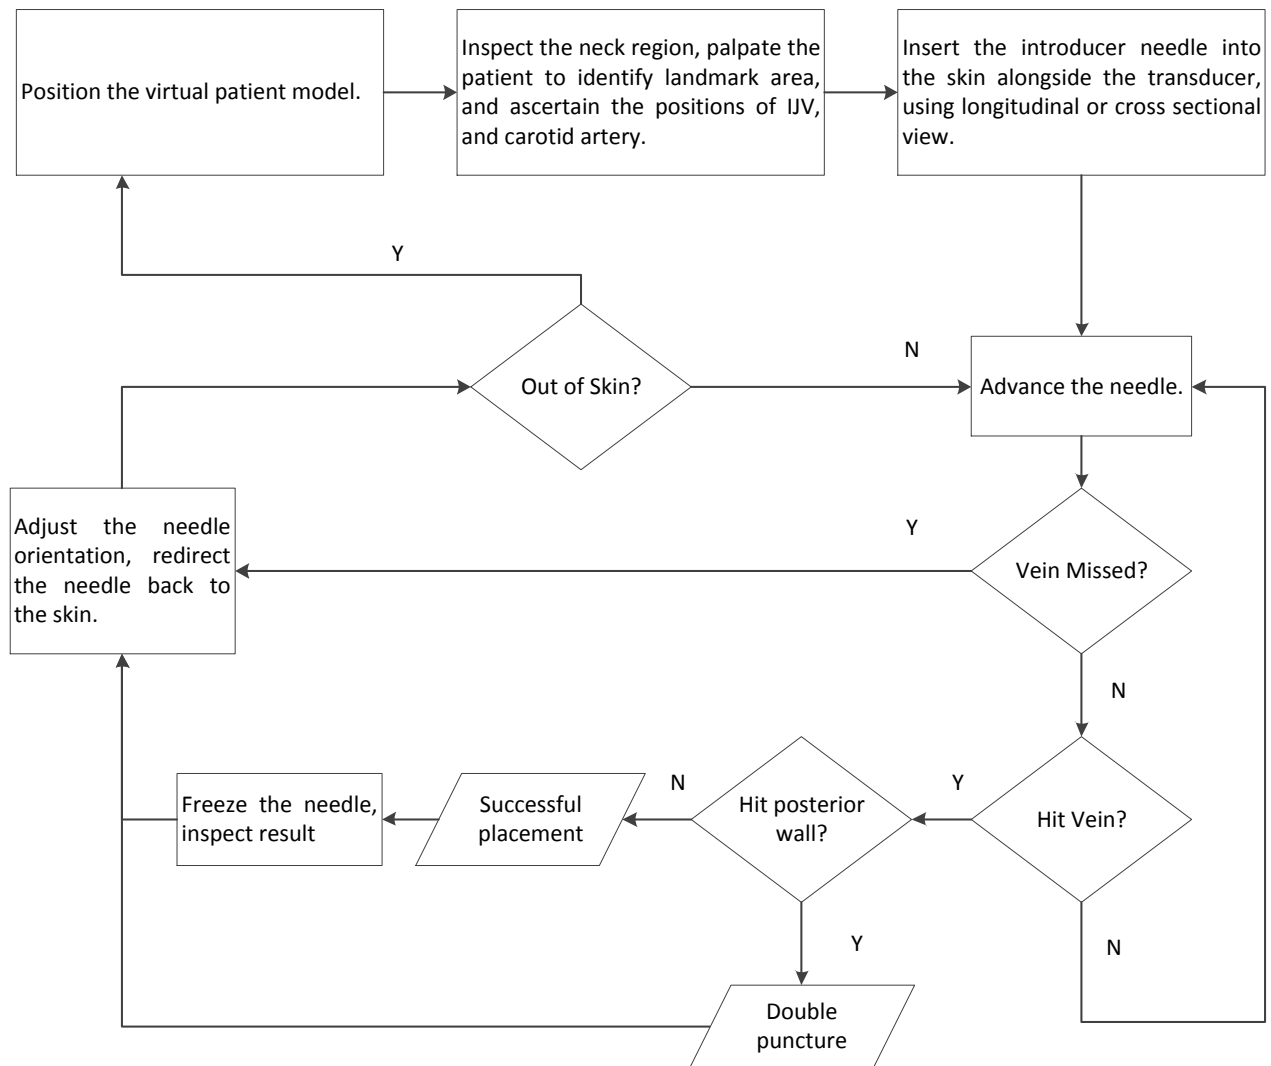 Position the virtual patient model.
Inspect the neck region, palpate the
patient to identify landmark area,
and ascertain the positions of IJV,
and carotid artery.
Insert the introducer needle into
the skin alongside the transducer,
using longitudinal or cross sectional
view.
Y
Out of Skin?
N
Advance the needle.
Adjust the needle
orientation, redirect
the needle back to
the skin.
Y
Vein Missed?
N
Freeze the needle,
inspect result
Successful
placement
N
Hit posterior
wall?
Y
Hit Vein?
Y
N
Double
puncture